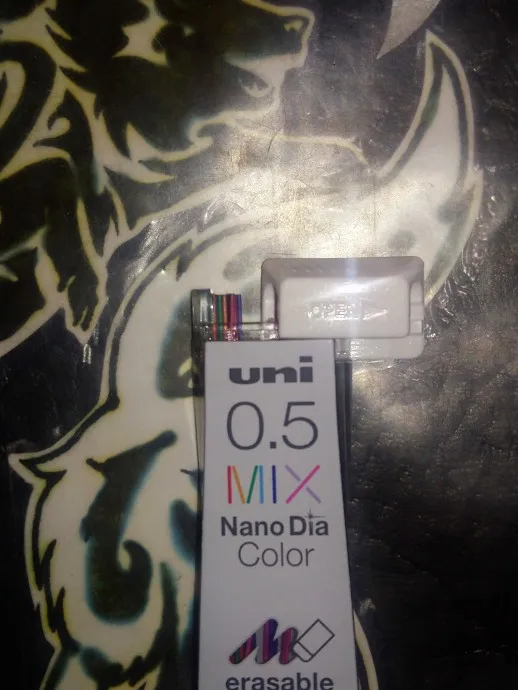 OPEN
uni
0.5
MIX
Nano Dia
Color
erasable